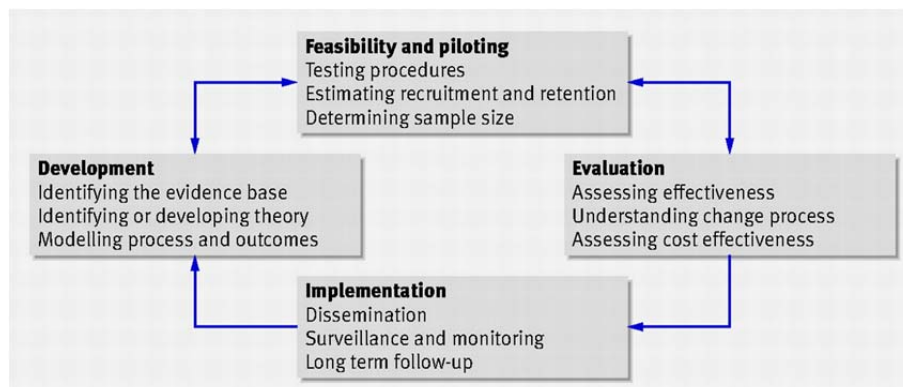 Feasibility and piloting
Testing procedures
Estimating recruitment and retention
Determining sample size
Development
Identifying the evidence base
Identifying or developing theory
Modelling process and outcomes
Evaluation
Assessing effectiveness
Understanding change process
Assessing cost effectiveness
Implementation
Dissemination
Surveillance and monitoring
Long term follow-up